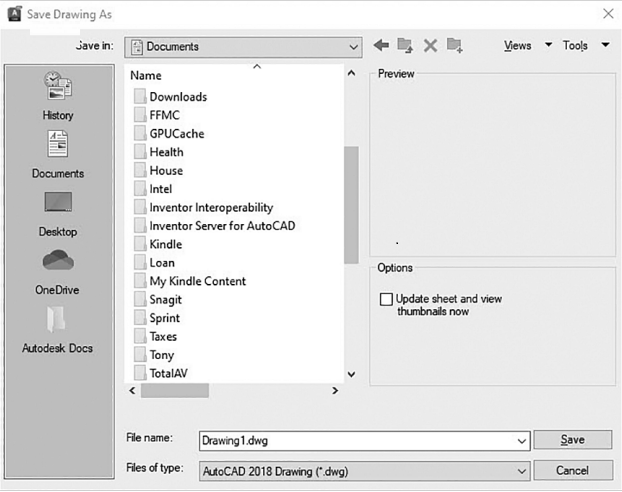 Save Drawing As
Save in:
Documents
Views
Tools
History
Documents
Desktop
OneDrive
Autodesk Docs
Name
Downloads
FFMC
GPUCache
Health
House
Intel
Inventor Interoperability
Inventor Server for AutoCAD
Kindle
Loan
My Kindle Content
Snagit
Sprint
Taxes
Tony
TotalAV
Preview
Options
Update sheet and view
thumbnails now
File name:
Drawing1.dwg
Save
Files of type:
AutoCAD 2018 Drawing (*.dwg)
Cancel